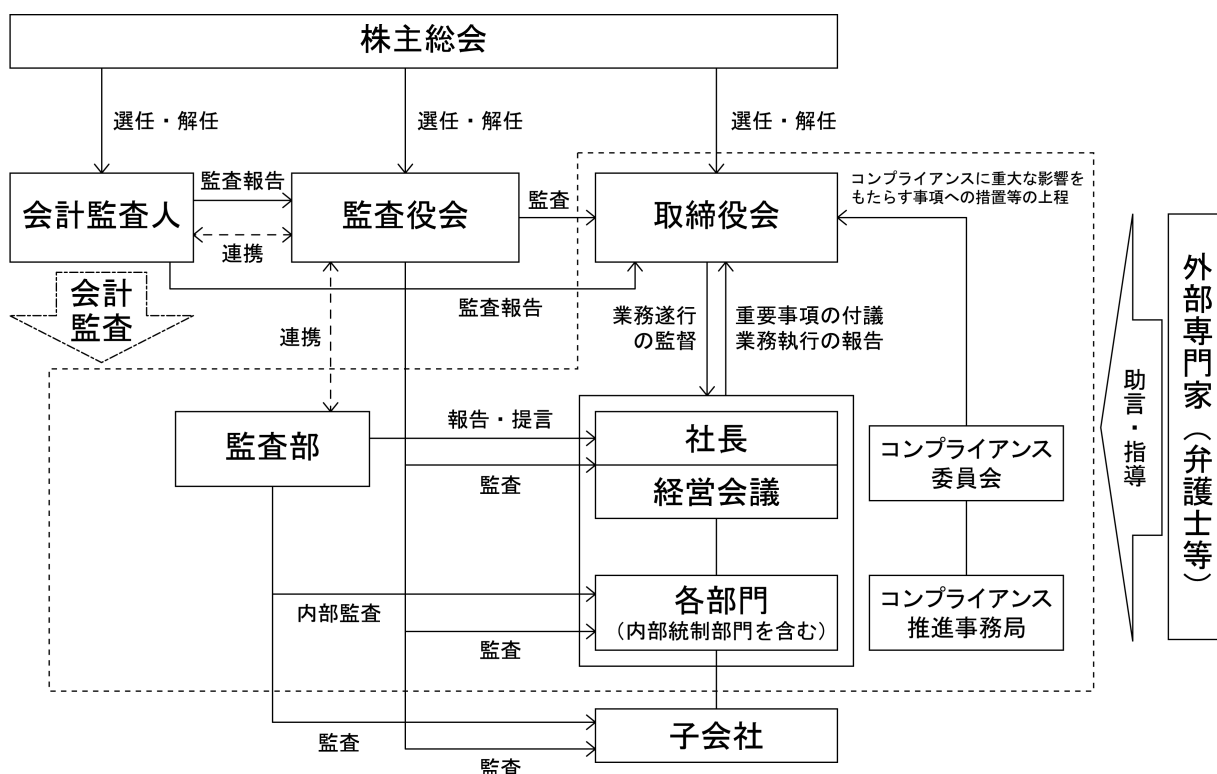 株主総会
選任・解任
選任・解任
選任・解任
会計監査人
監査報告
連携
監査役会
監査
取締役会
コンプライアンスに重大な影響を
もたらす事項への措置等の上程
会計
監査
監査報告
連携
業務遂行
の監督
重要事項の付議
業務執行の報告
外部専門家（弁護士等）
助言・指導
監査部
報告・提言
監査
社長
経営会議
コンプライアンス
委員会
内部監査
監査
各部門
（内部統制部門を含む）
コンプライアンス
推進事務局
監査
監査
子会社